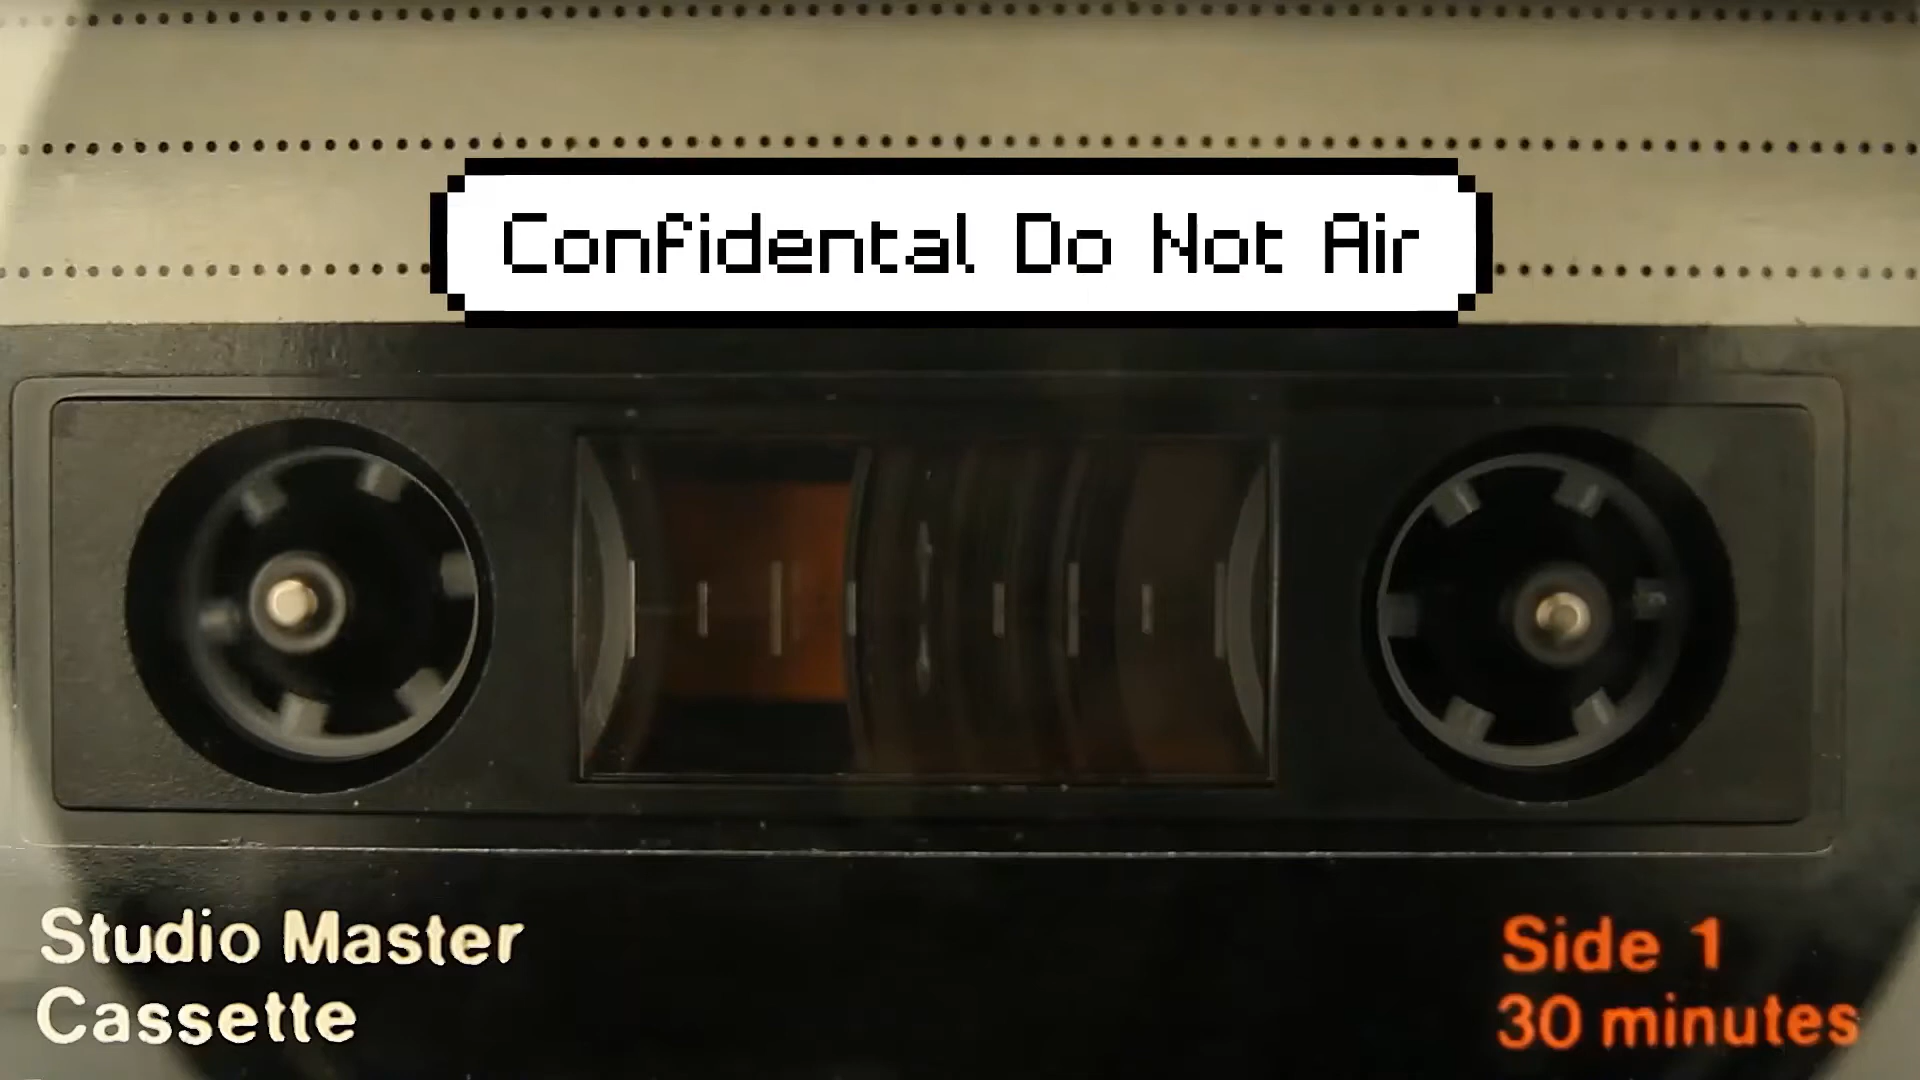 Confidental Do Not Air
Studio Master
Cassette
Side 1
30 minutes